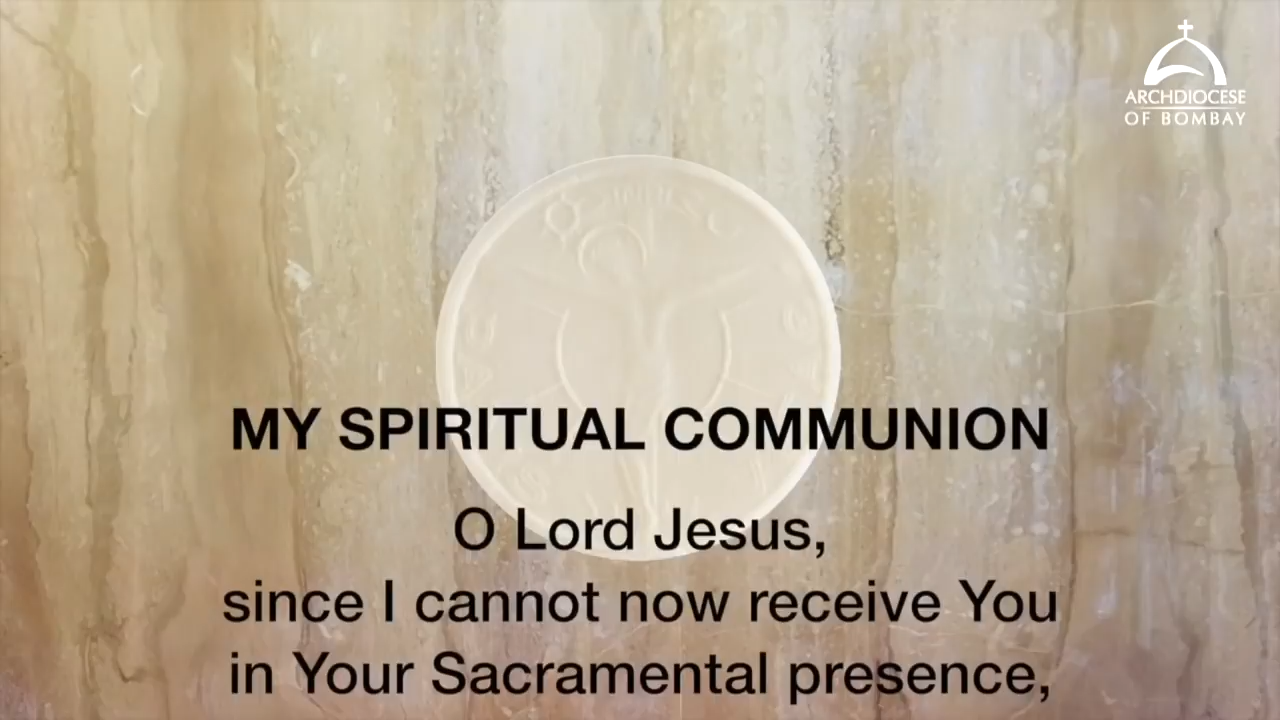 ARCHDIOCESE
OF BOMBAY
MY SPIRITUAL COMMUNION
O Lord Jesus,
since I cannot now receive You
in Your Sacramental presence,